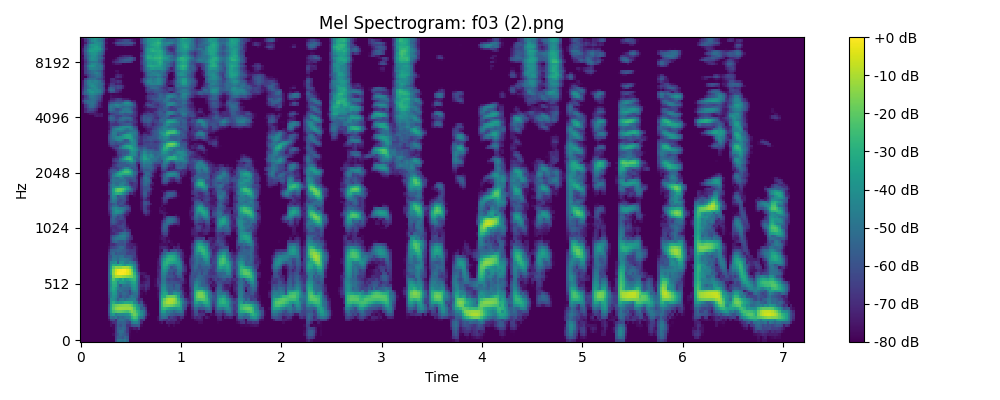 Mel Spectrogram: f03 (2).png
Hz
8192
4096
2048
1024
512
0
0 1 2 3 4 5 6 7
Time
+0 dB
-10 dB
-20 dB
-30 dB
-40 dB
-50 dB
-60 dB
-70 dB
-80 dB